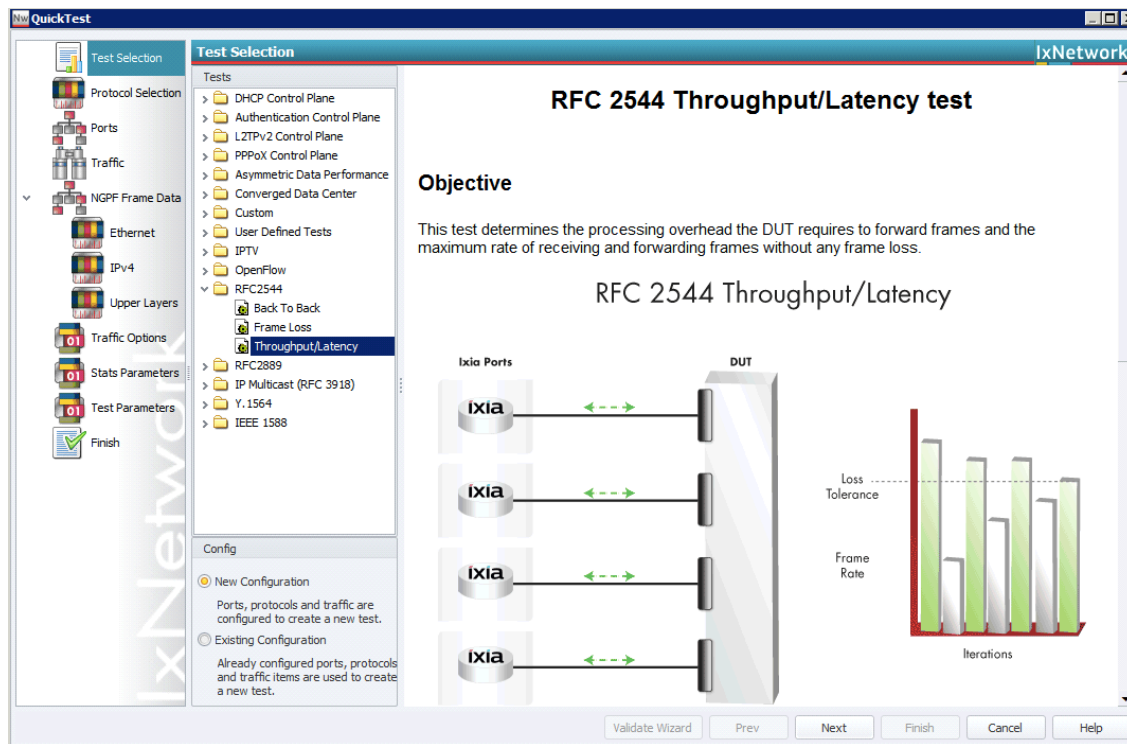 Nw QuickTest
Test Selection
Protocol Selection
Ports
Traffic
NGPF Frame Data
Ethernet
IPv4
Upper Layers
Traffic Options
Stats Parameters
Test Parameters
Finish
IxNetwork
Test Selection
IxNetwork
Tests
DHCP Control Plane
Authentication Control Plane
L2TPv2 Control Plane
PPPoX Control Plane
Asymmetric Data Performance
Converged Data Center
Custom
User Defined Tests
IPTV
OpenFlow
RFC2544
Back To Back
Frame Loss
Throughput/Latency
RFC2889
IP Multicast (RFC 3918)
Y.1564
IEEE 1588
Config
New Configuration
Ports, protocols and traffic are
configured to create a new test.
Existing Configuration
Already configured ports, protocols
and traffic items are used to create
a new test.
RFC 2544 Throughput/Latency test
Objective
This test determines the processing overhead the DUT requires to forward frames and the
maximum rate of receiving and forwarding frames without any frame loss.
RFC 2544 Throughput/Latency
Ixia Ports
DUT
ixia
ixia
ixia
ixia
Loss
Tolerance
Frame
Rate
Iterations
01
01
01
Validate Wizard
Prev
Next
Finish
Cancel
Help